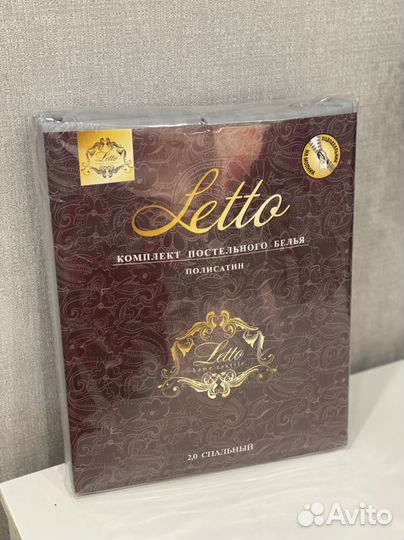 Letto
Letto
КОМПЛЕКТ ПОСТЕЛЬНОГО БЕЛЬЯ
ПОЛИСАТИН
Letto
home textile
2,0 СПАЛЬНЫЙ
Avito